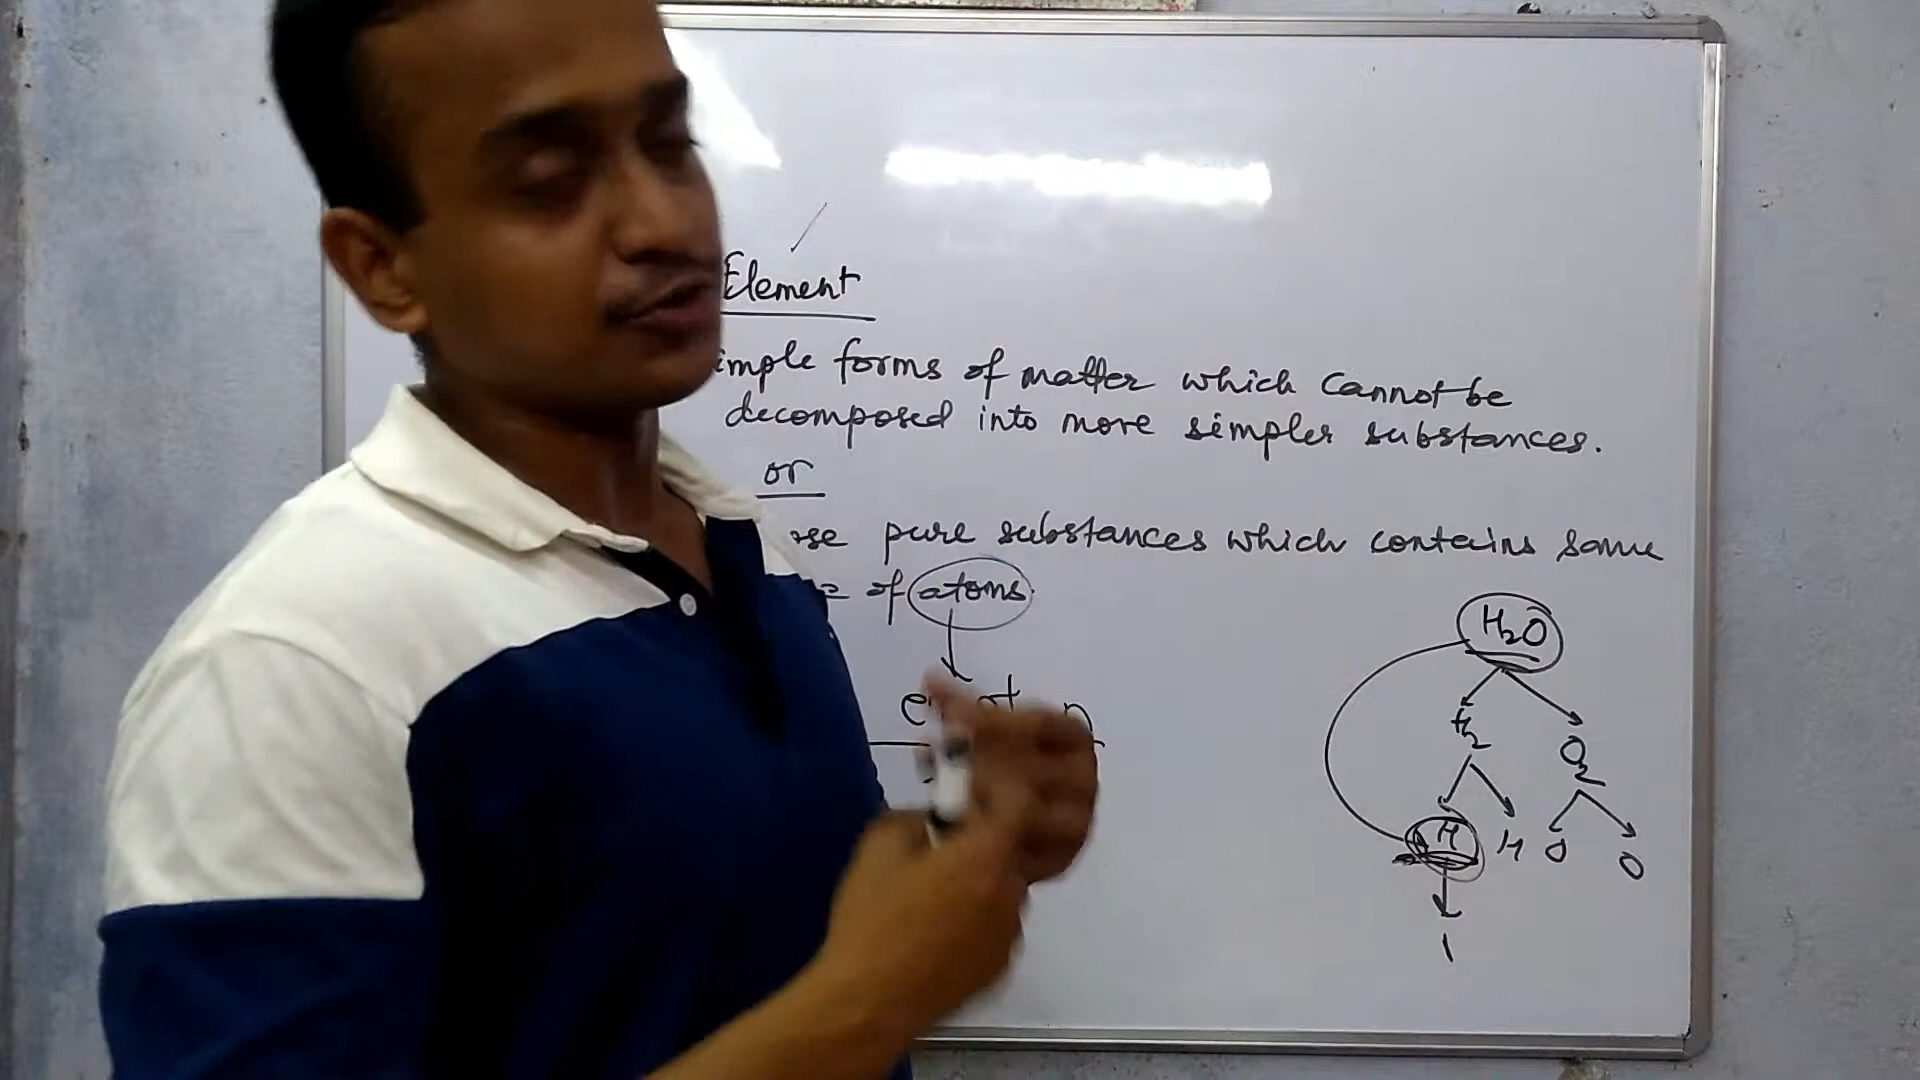 Element
imple forms of matter which cannot be
decomposed into more simpler substances.
or
ose pure substances which contains same
of atoms.
n
H₂O
H₂ O₂
H H O O
1